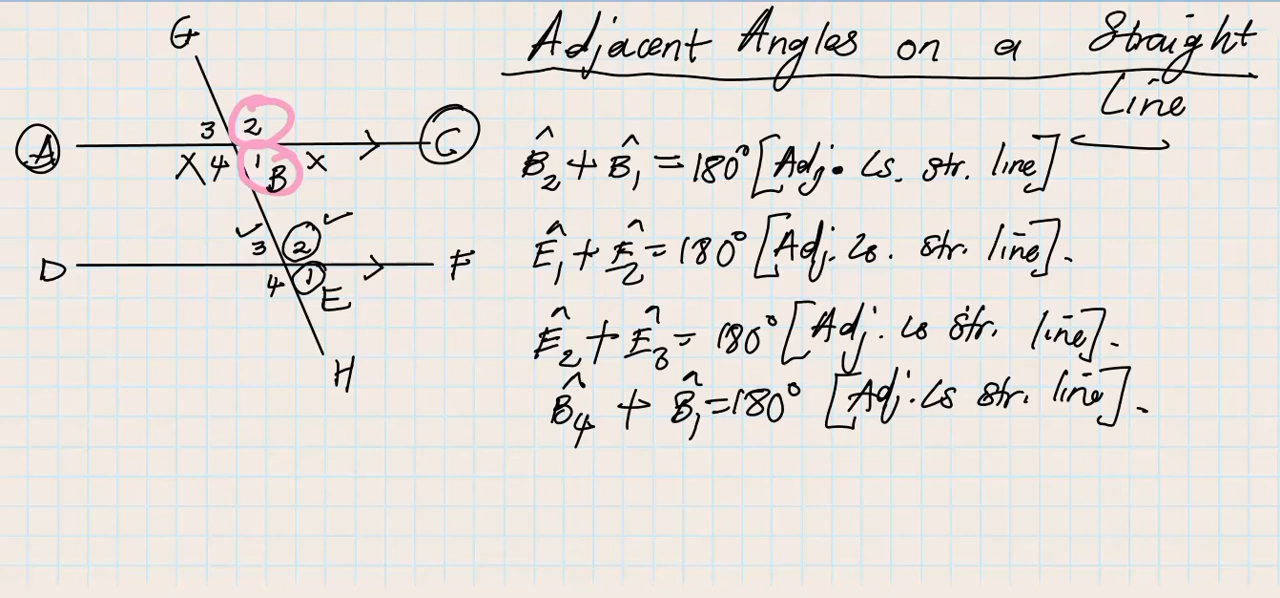 Adjacent Angles on a Straight
Line
G
3 2
A C
X 4 1 B x
B̂₂ + B̂₁ = 180° [Adj. ∠s. str. line]
3 2
D F
4 1 E
H
Ê₁ + Ê₂ = 180° [Adj. ∠s. str. line].
Ê₂ + Ê₃ = 180° [Adj. ∠s str. line].
B̂₄ + B̂₁ = 180° [Adj. ∠s str. line].